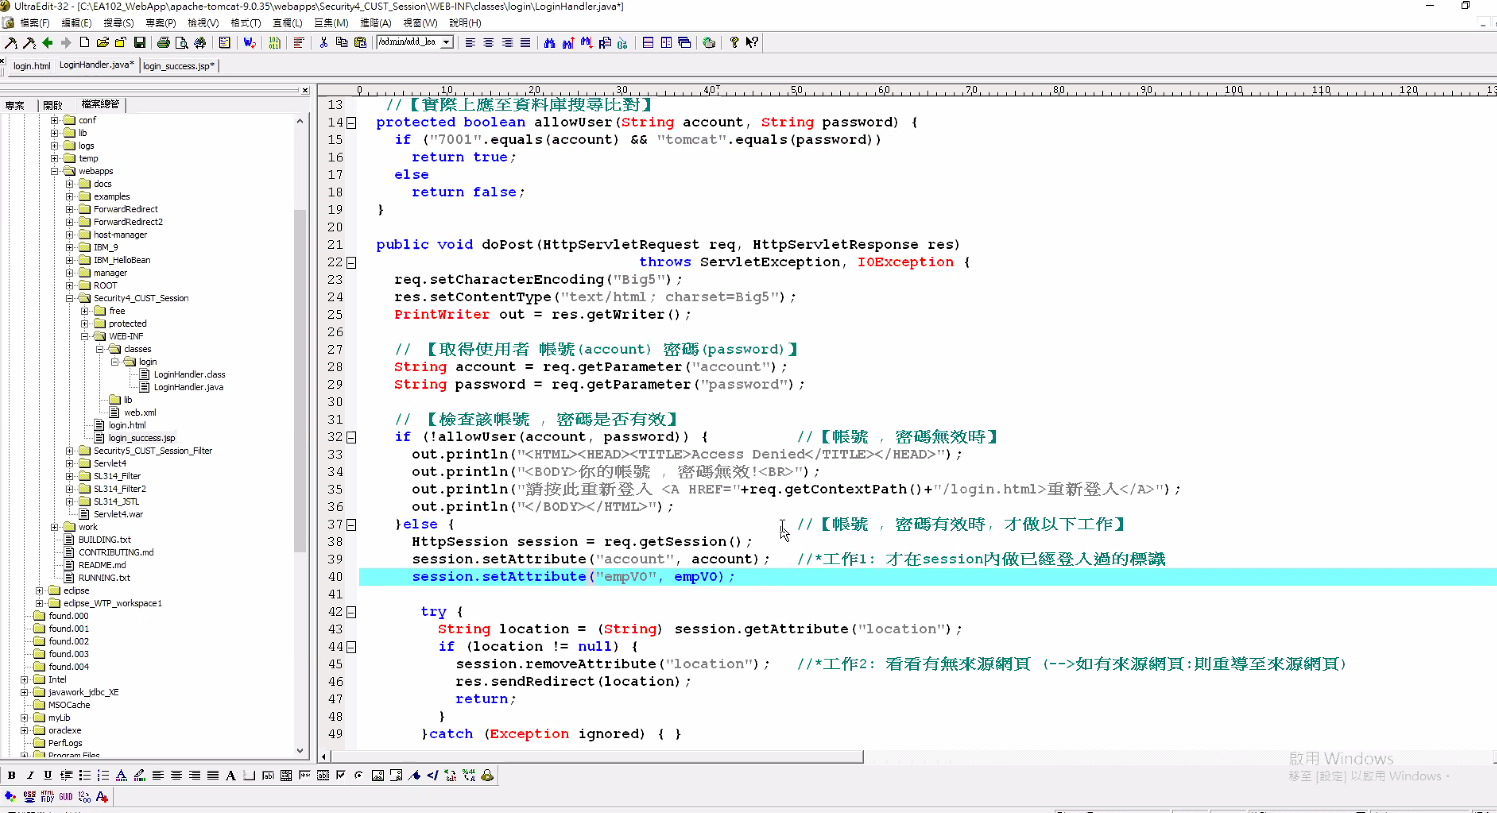 UltraEdit-32 - [C:\EA102_WebApp\apache-tomcat-9.0.35\webapps\Security4_CUST_Session\WEB-INF\classes\login\LoginHandler.java*]
檔案(F) 編輯(E) 搜尋(S) 專案(P) 檢視(V) 格式(T) 直欄(L) 巨集(M) 進階(A) 視窗(W) 說明(H)
/admin/add_lea
login.html LoginHandler.java* login_success.jsp*
專案 開啟 檔案總管
conf
lib
logs
temp
webapps
docs
examples
ForwardRedirect
ForwardRedirect2
host-manager
IBM_9
IBM_HelloBean
manager
ROOT
Security4_CUST_Session
free
protected
WEB-INF
classes
login
LoginHandler.class
LoginHandler.java
lib
web.xml
login.html
login_success.jsp
Security5_CUST_Session_Filter
Servlet4
SL314_Filter
SL314_Filter2
SL314_JSTL
Servlet4.war
work
BUILDING.txt
CONTRIBUTING.md
README.md
RUNNING.txt
eclipse
eclipse_WTP_workspace1
found.000
found.001
found.002
found.003
found.004
Intel
javawork_jdbc_XE
MSOCache
myLib
oraclexe
PerfLogs
Program Files
0 10 20 30 40 50 60 70 80 90 100 110 120 13
13 //【實際上應至資料庫搜尋比對】
14 protected boolean allowUser(String account, String password) {
15 if ("7001".equals(account) && "tomcat".equals(password))
16 return true;
17 else
18 return false;
19 }
20
21 public void doPost(HttpServletRequest req, HttpServletResponse res)
22 throws ServletException, IOException {
23 req.setCharacterEncoding("Big5");
24 res.setContentType("text/html; charset=Big5");
25 PrintWriter out = res.getWriter();
26
27 // 【取得使用者 帳號(account) 密碼(password)】
28 String account = req.getParameter("account");
29 String password = req.getParameter("password");
30
31 // 【檢查該帳號 , 密碼是否有效】
32 if (!allowUser(account, password)) { //【帳號 , 密碼無效時】
33 out.println("<HTML><HEAD><TITLE>Access Denied</TITLE></HEAD>");
34 out.println("<BODY>你的帳號 , 密碼無效!<BR>");
35 out.println("請按此重新登入 <A HREF="+req.getContextPath()+"/login.html>重新登入</A>");
36 out.println("</BODY></HTML>");
37 }else { //【帳號 , 密碼有效時, 才做以下工作】
38 HttpSession session = req.getSession();
39 session.setAttribute("account", account); //*工作1: 才在session內做已經登入過的標識
40 session.setAttribute("empVO", empVO);
41
42 try {
43 String location = (String) session.getAttribute("location");
44 if (location != null) {
45 session.removeAttribute("location"); //*工作2: 看看有無來源網頁 (-->如有來源網頁:則重導至來源網頁)
46 res.sendRedirect(location);
47 return;
48 }
49 }catch (Exception ignored) { }
啟用 Windows
移至 [設定] 以啟用 Windows。